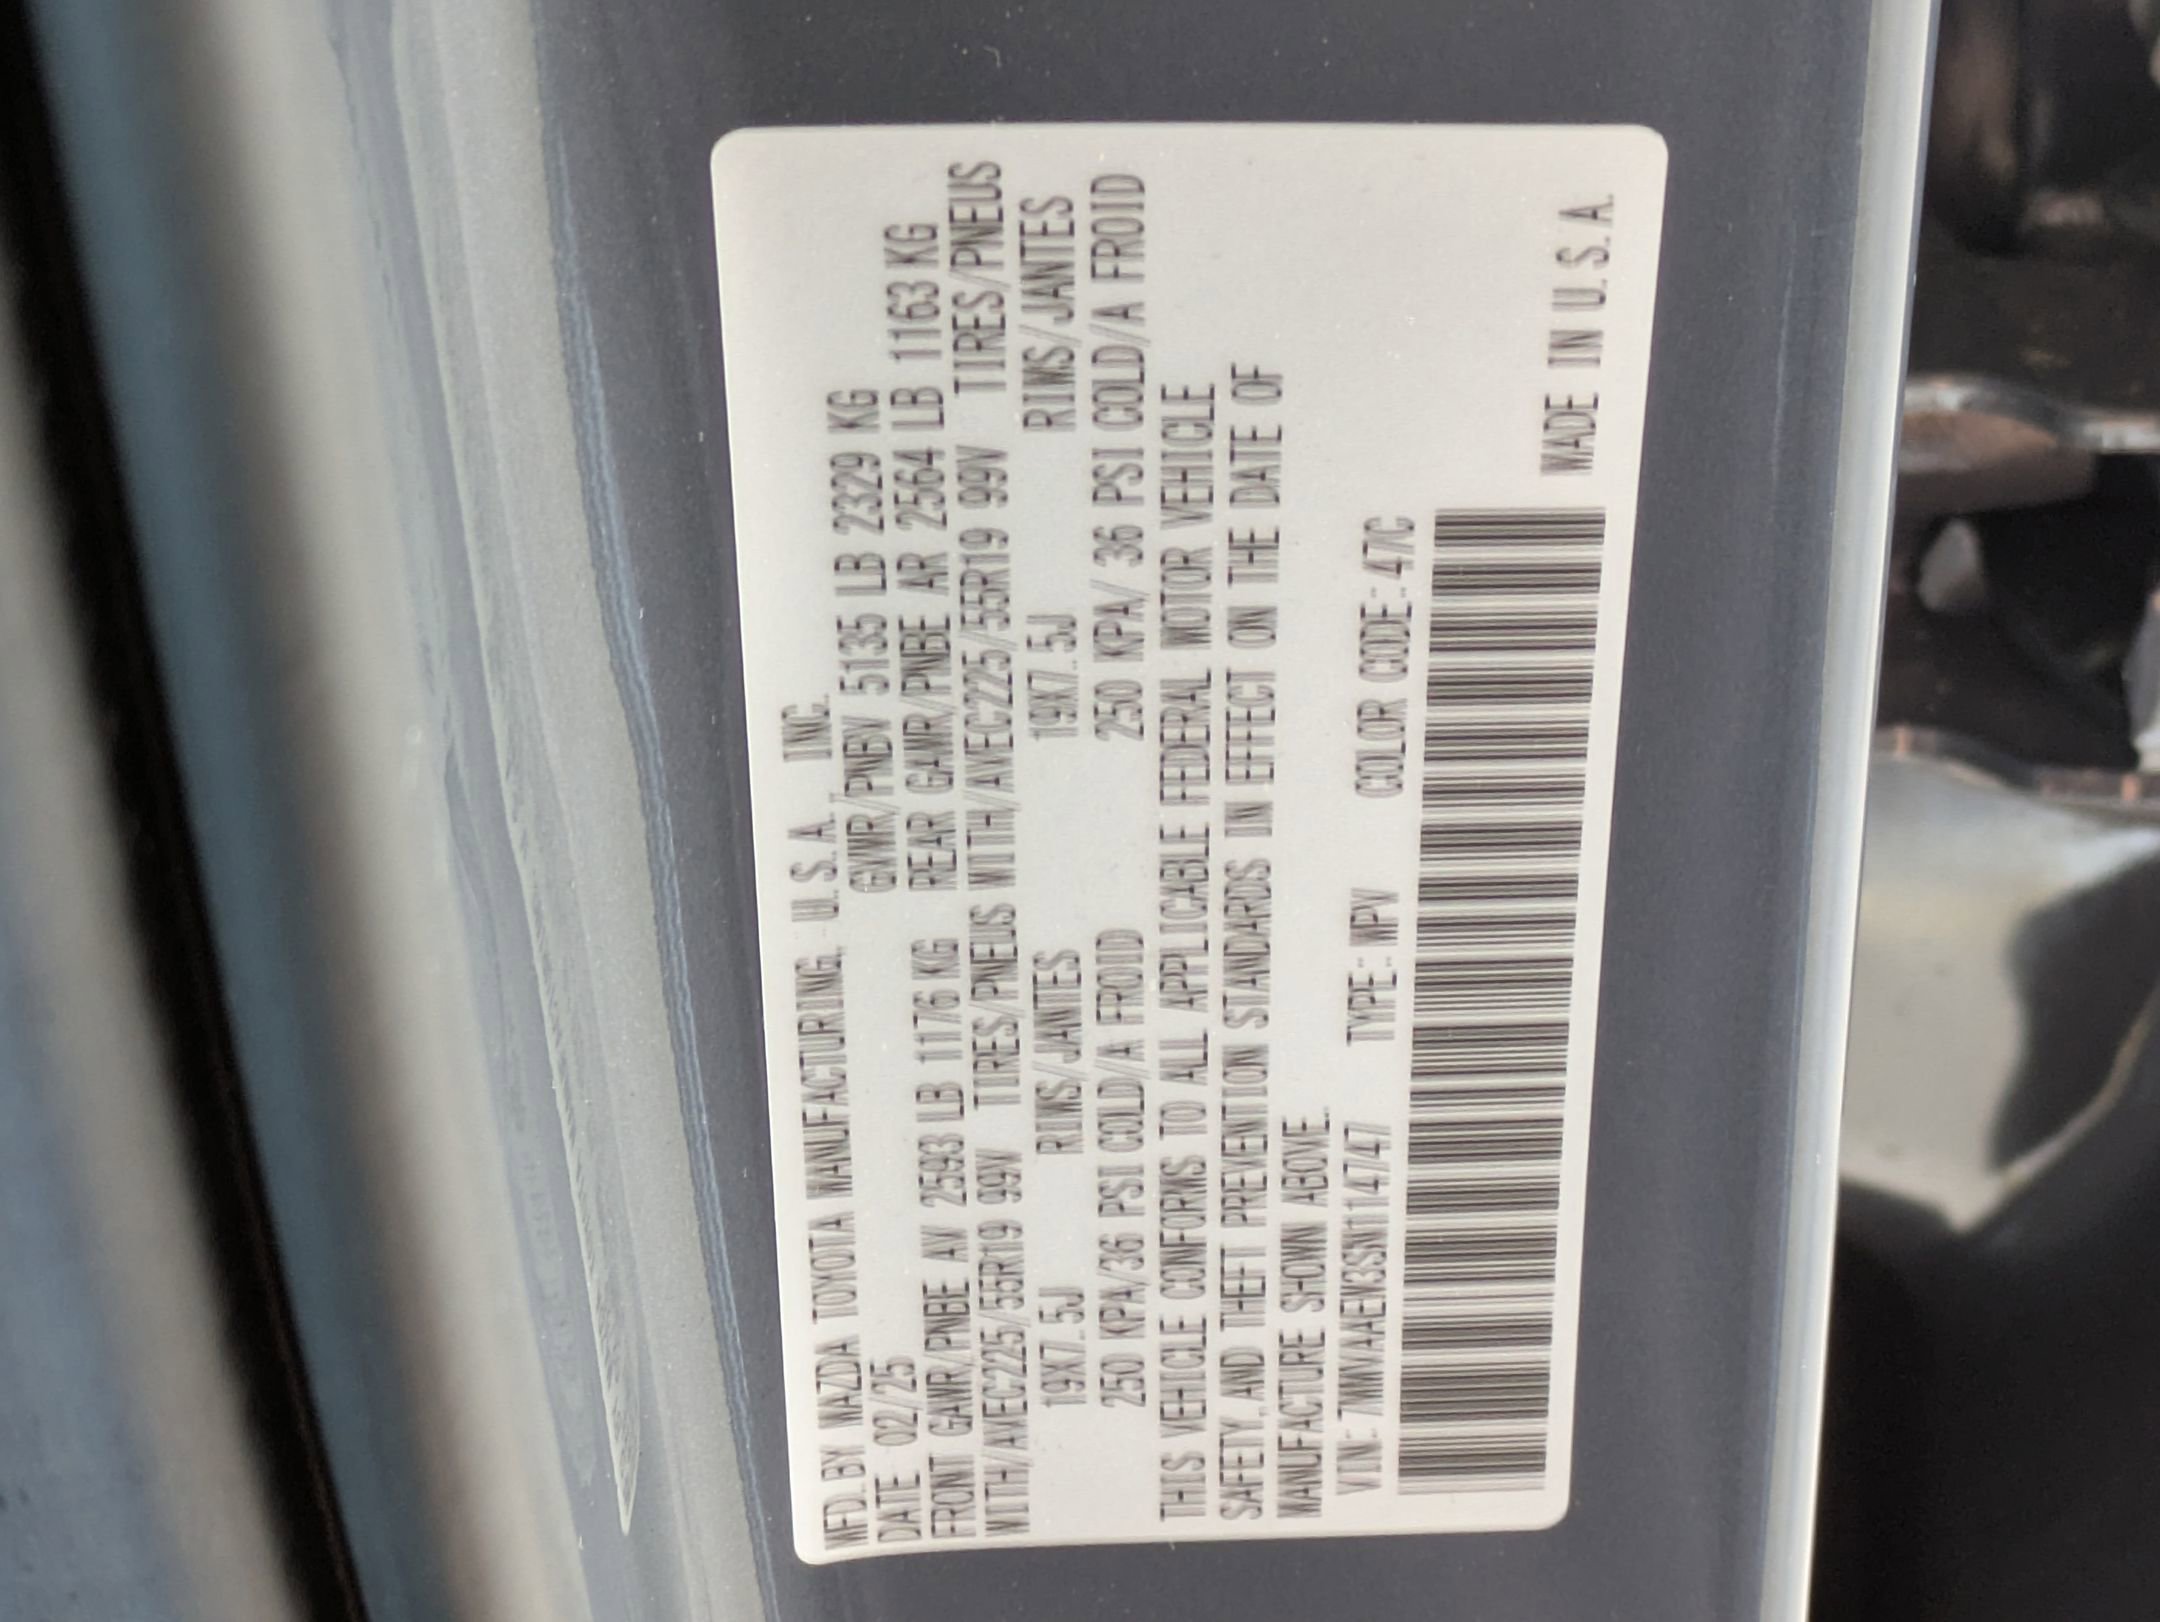 MFD. BY MAZDA TOYOTA MANUFACTURING, U.S.A., INC.
DATE 02/25 GVWR/PNBV 5135 LB 2329 KG
FRONT GAWR/PNBE AV 2593 LB 1176 KG REAR GAWR/PNBE AR 2564 LB 1163 KG
WITH/AVEC225/55R19 99V TIRES/PNEUS WITH/AVEC225/55R19 99V TIRES/PNEUS
19X7.5J RIMS/JANTES 19X7.5J RIMS/JANTES
250 KPA/36 PSI COLD/A FROID 250 KPA/ 36 PSI COLD/A FROID
THIS VEHICLE CONFORMS TO ALL APPLICABLE FEDERAL MOTOR VEHICLE
SAFETY, AND THEFT PREVENTION STANDARDS IN EFFECT ON THE DATE OF
MANUFACTURE SHOWN ABOVE.
VIN: 7MMVAAEW3SN114747 TYPE: MPV COLOR CODE: 47C
MADE IN U.S.A.